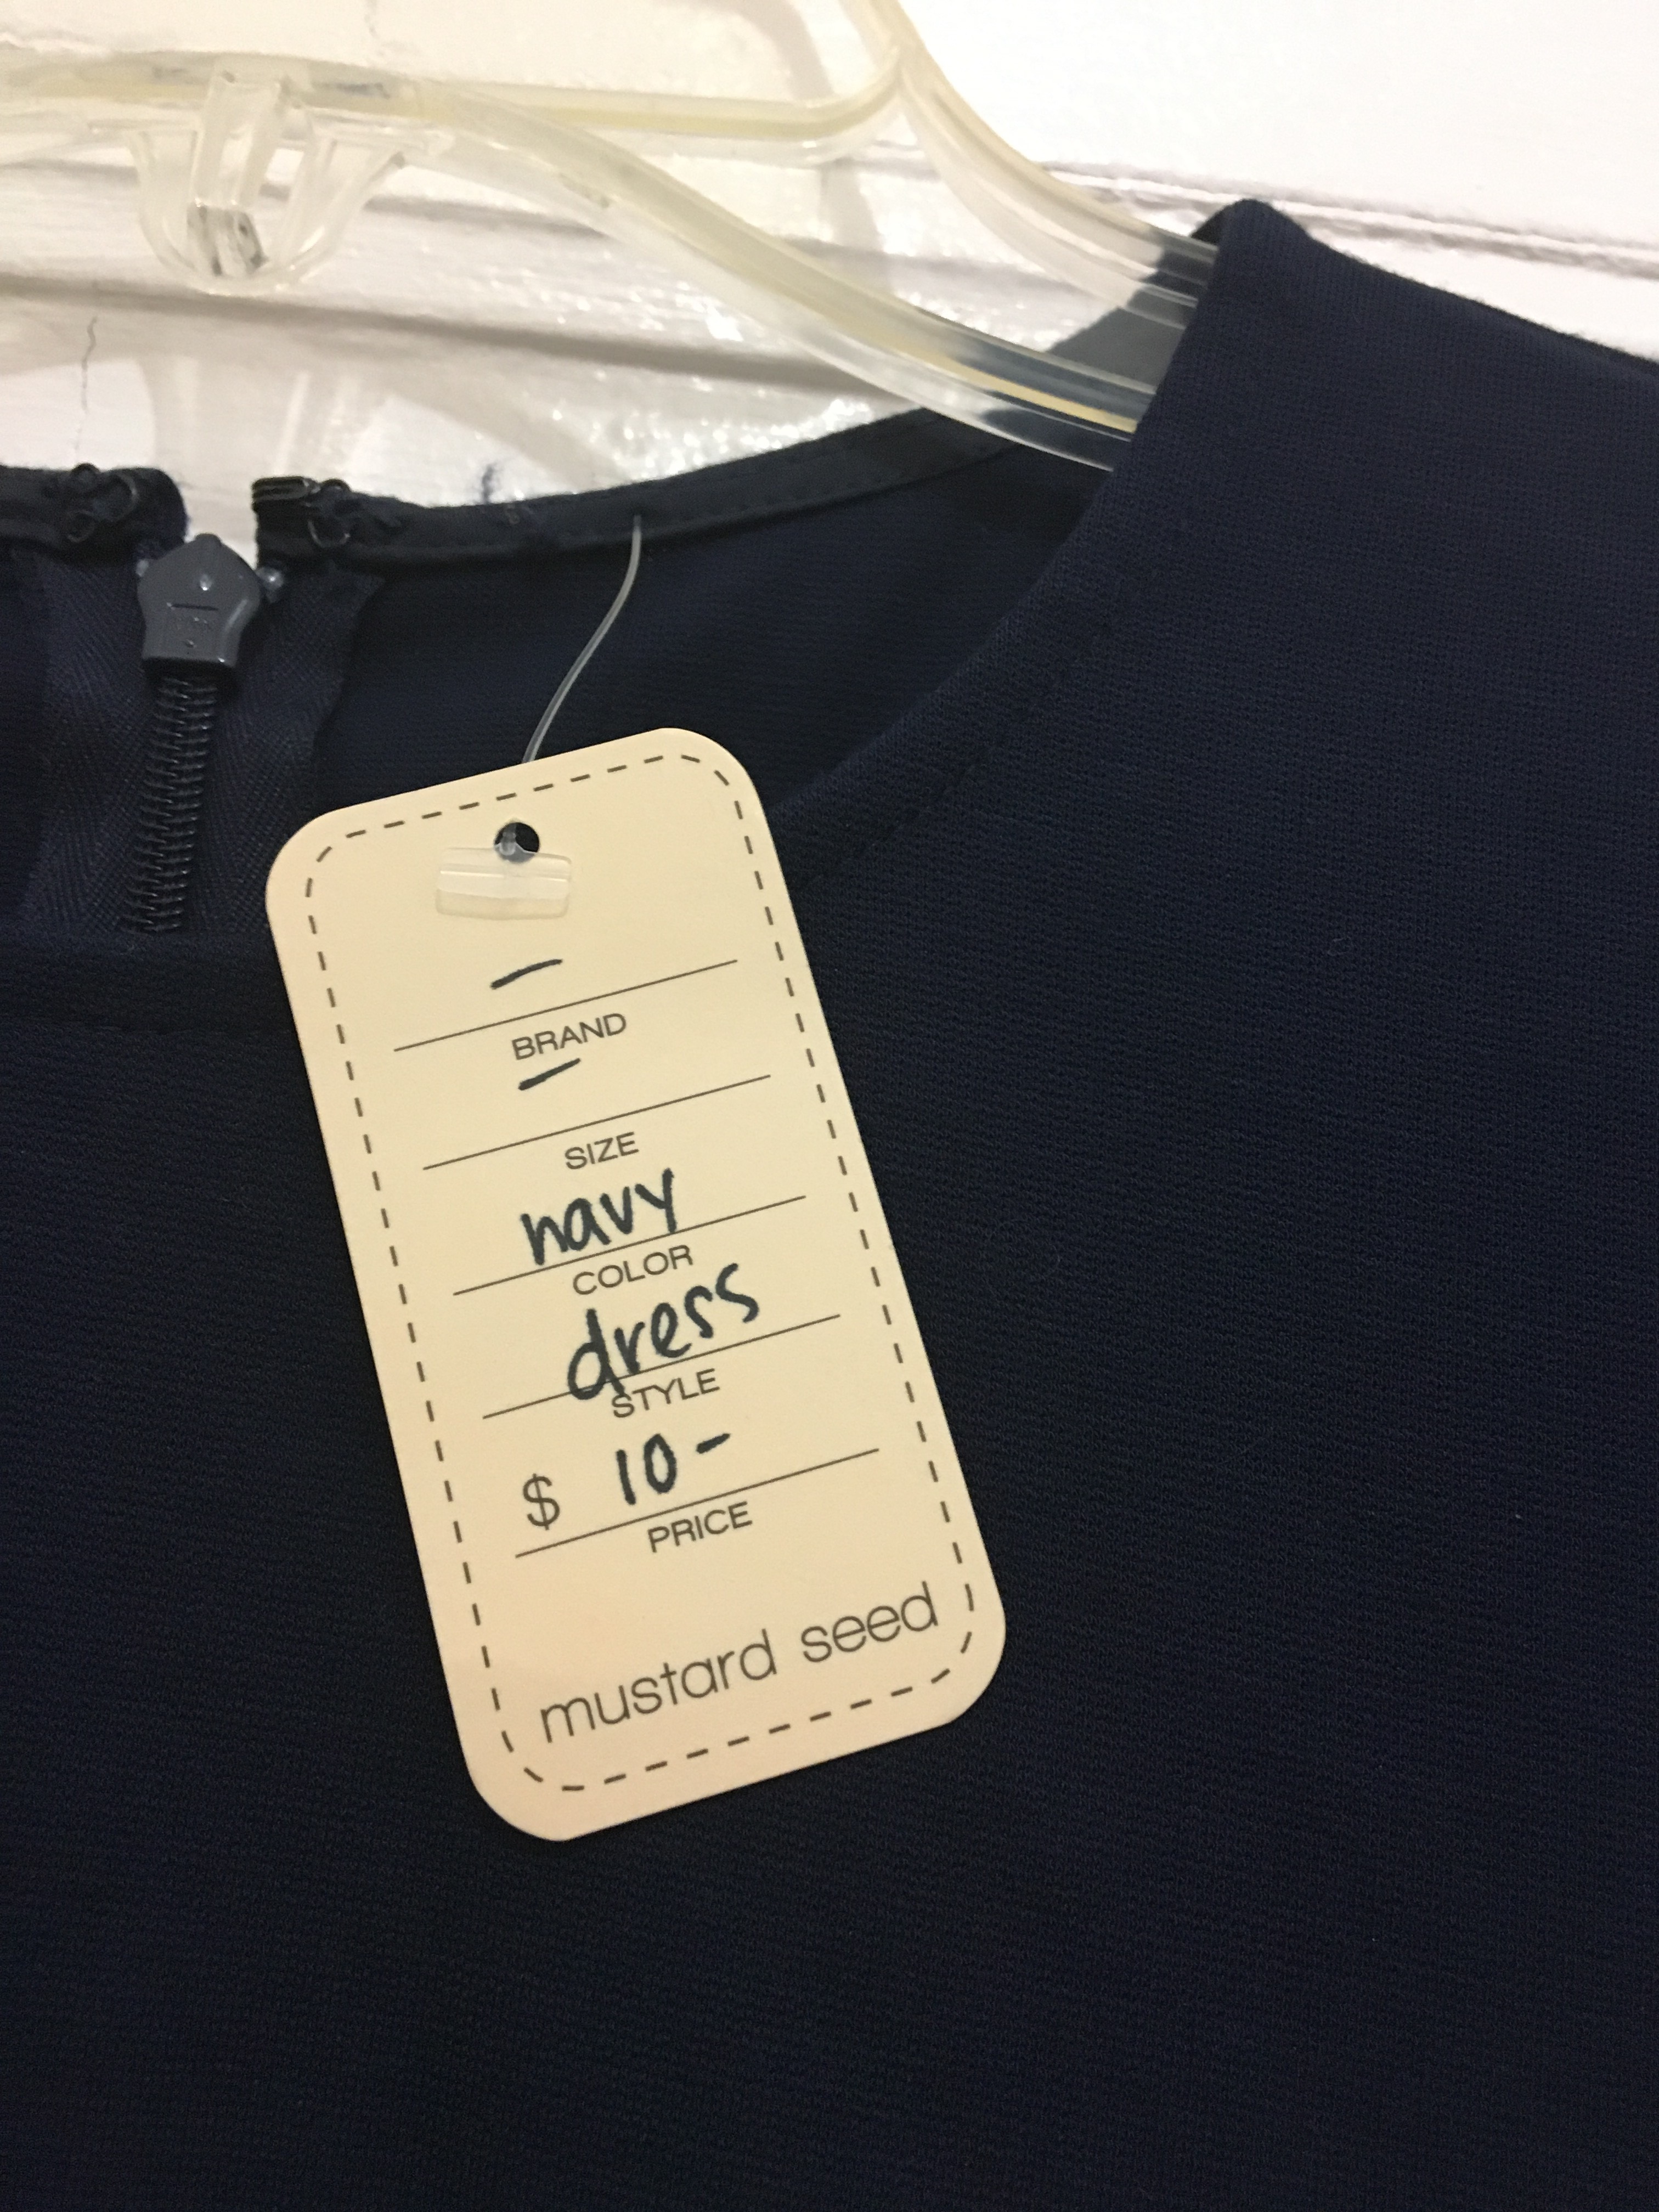 —
BRAND
—
SIZE
navy
COLOR
dress
STYLE
$ 10-
PRICE
mustard seed